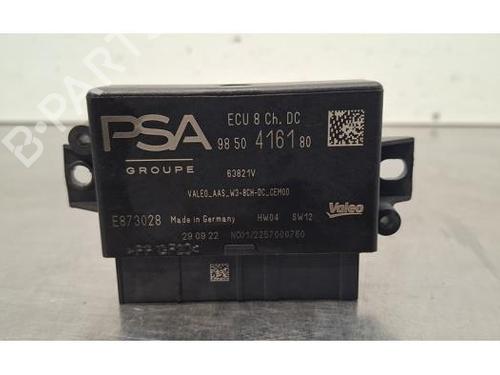 B-PARTS
PSA
GROUPE
ECU 8 Ch. DC
98 50 4161 80
63821V
VALEO_AAS_W3-8CH-DC_CEM00
E873028 Made in Germany HW04 SW12
Valeo
29.09.22